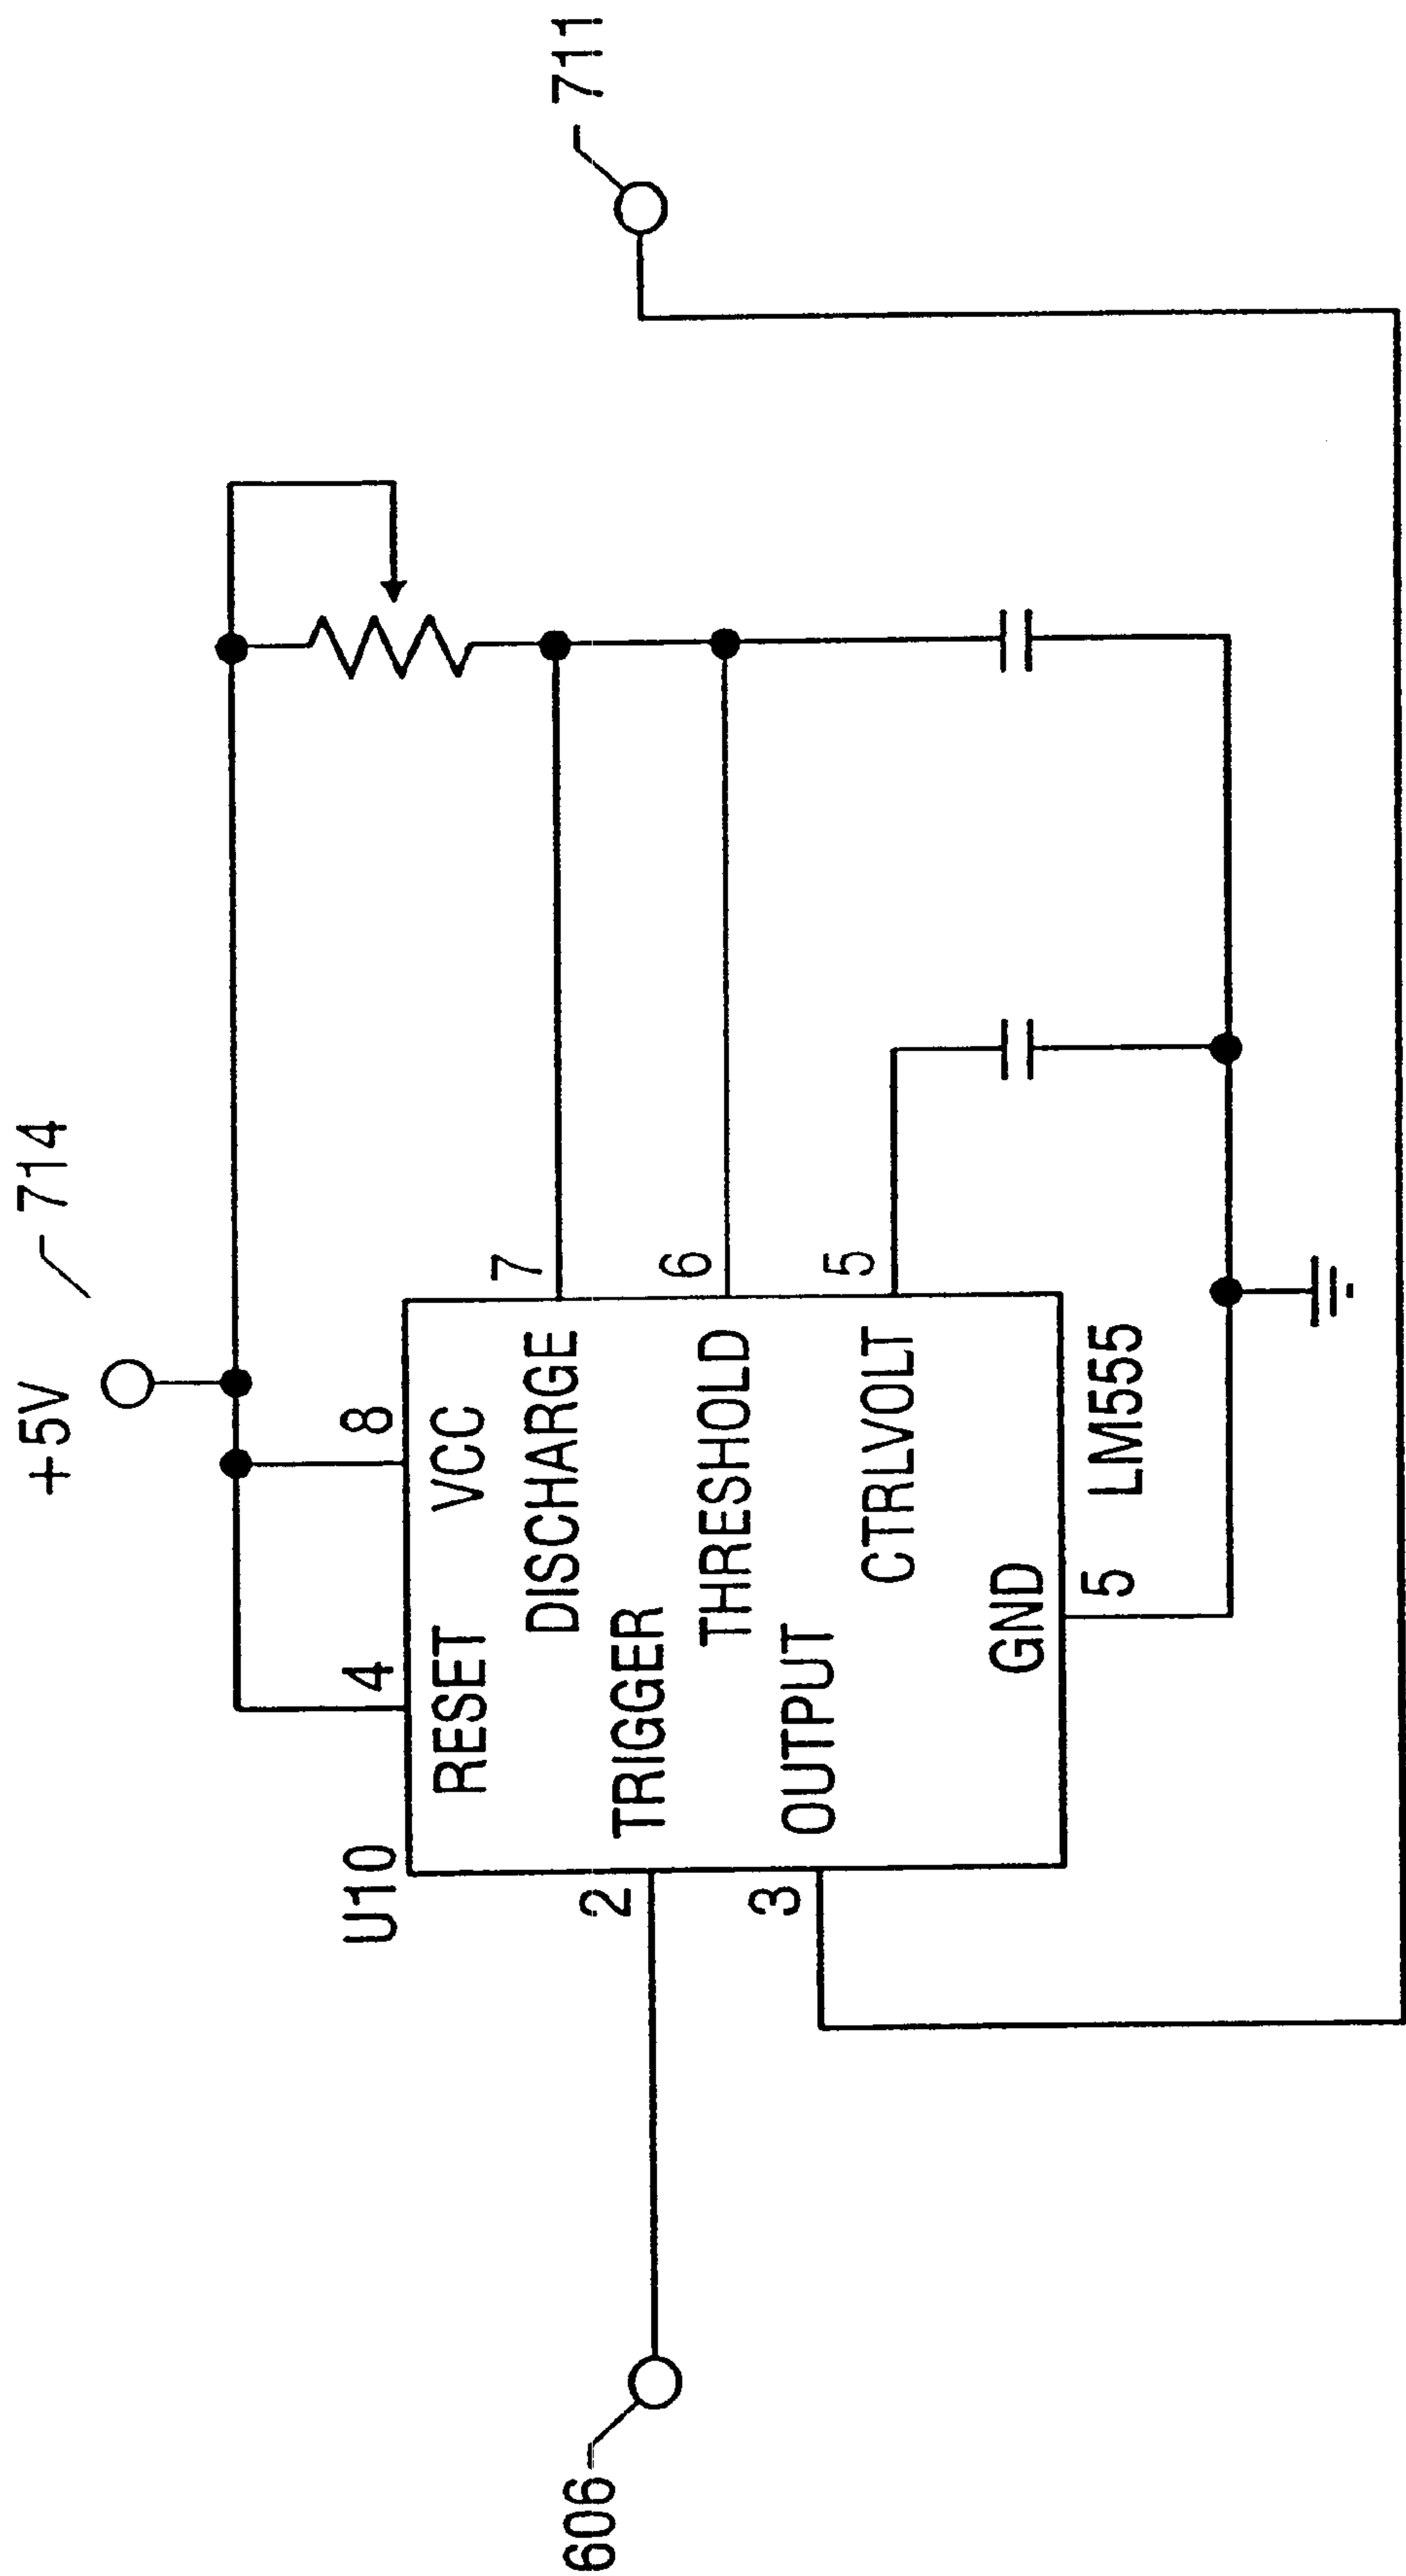 +5V
714
711
U10
4
8
RESET
VCC
7
DISCHARGE
2
TRIGGER
6
THRESHOLD
3
OUTPUT
5
CTRLVOLT
GND
5
LM555
606